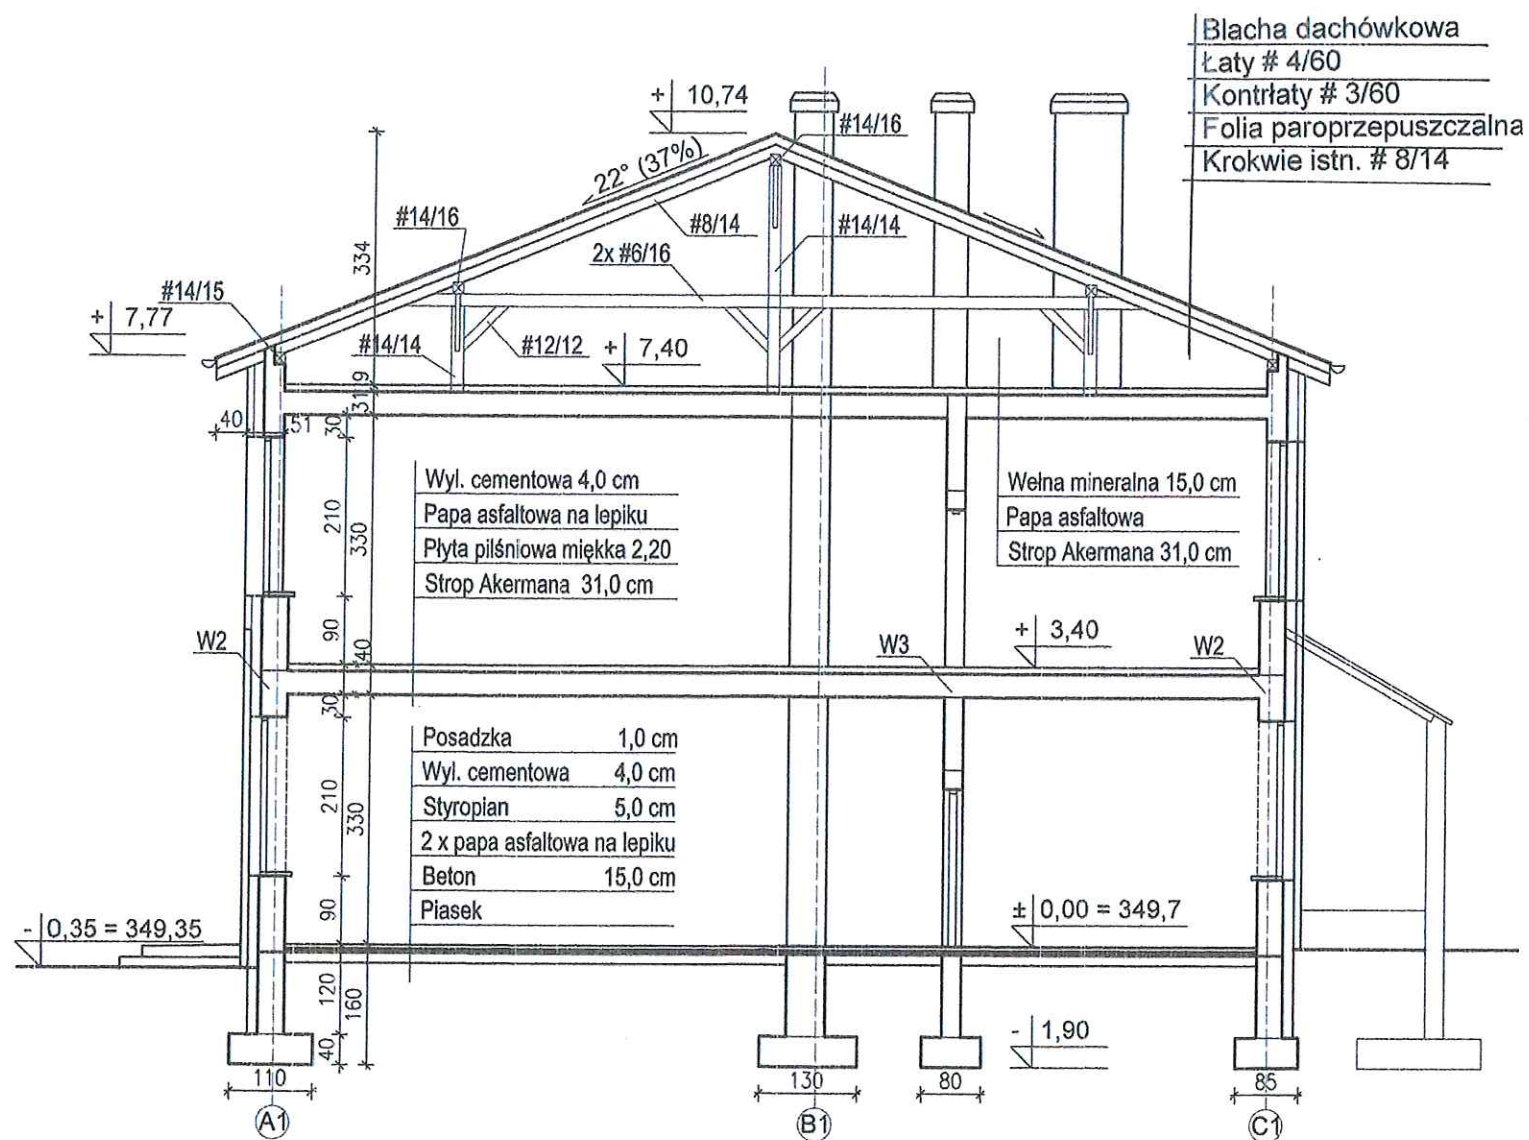 Blacha dachówkowa
Łaty # 4/60
Kontrłaty # 3/60
Folia paroprzepuszczalna
Krokwie istn. # 8/14
+ 10,74
#14/16
22° (37%)
#14/16
#8/14
#14/14
2x #6/16
334
#14/15
+ 7,77
#14/14
#12/12
+ 7,40
19
31
40
51
30
Wyl. cementowa 4,0 cm
Papa asfaltowa na lepiku
Płyta pilśniowa miękka 2,20
Strop Akermana 31,0 cm
Wełna mineralna 15,0 cm
Papa asfaltowa
Strop Akermana 31,0 cm
210
330
90
40
W2
W3
+ 3,40
W2
30
Posadzka 1,0 cm
Wyl. cementowa 4,0 cm
Styropian 5,0 cm
2 x papa asfaltowa na lepiku
Beton 15,0 cm
Piasek
210
330
90
- 0,35 = 349,35
± 0,00 = 349,7
120
160
40
- 1,90
110
130
80
85
A1
B1
C1